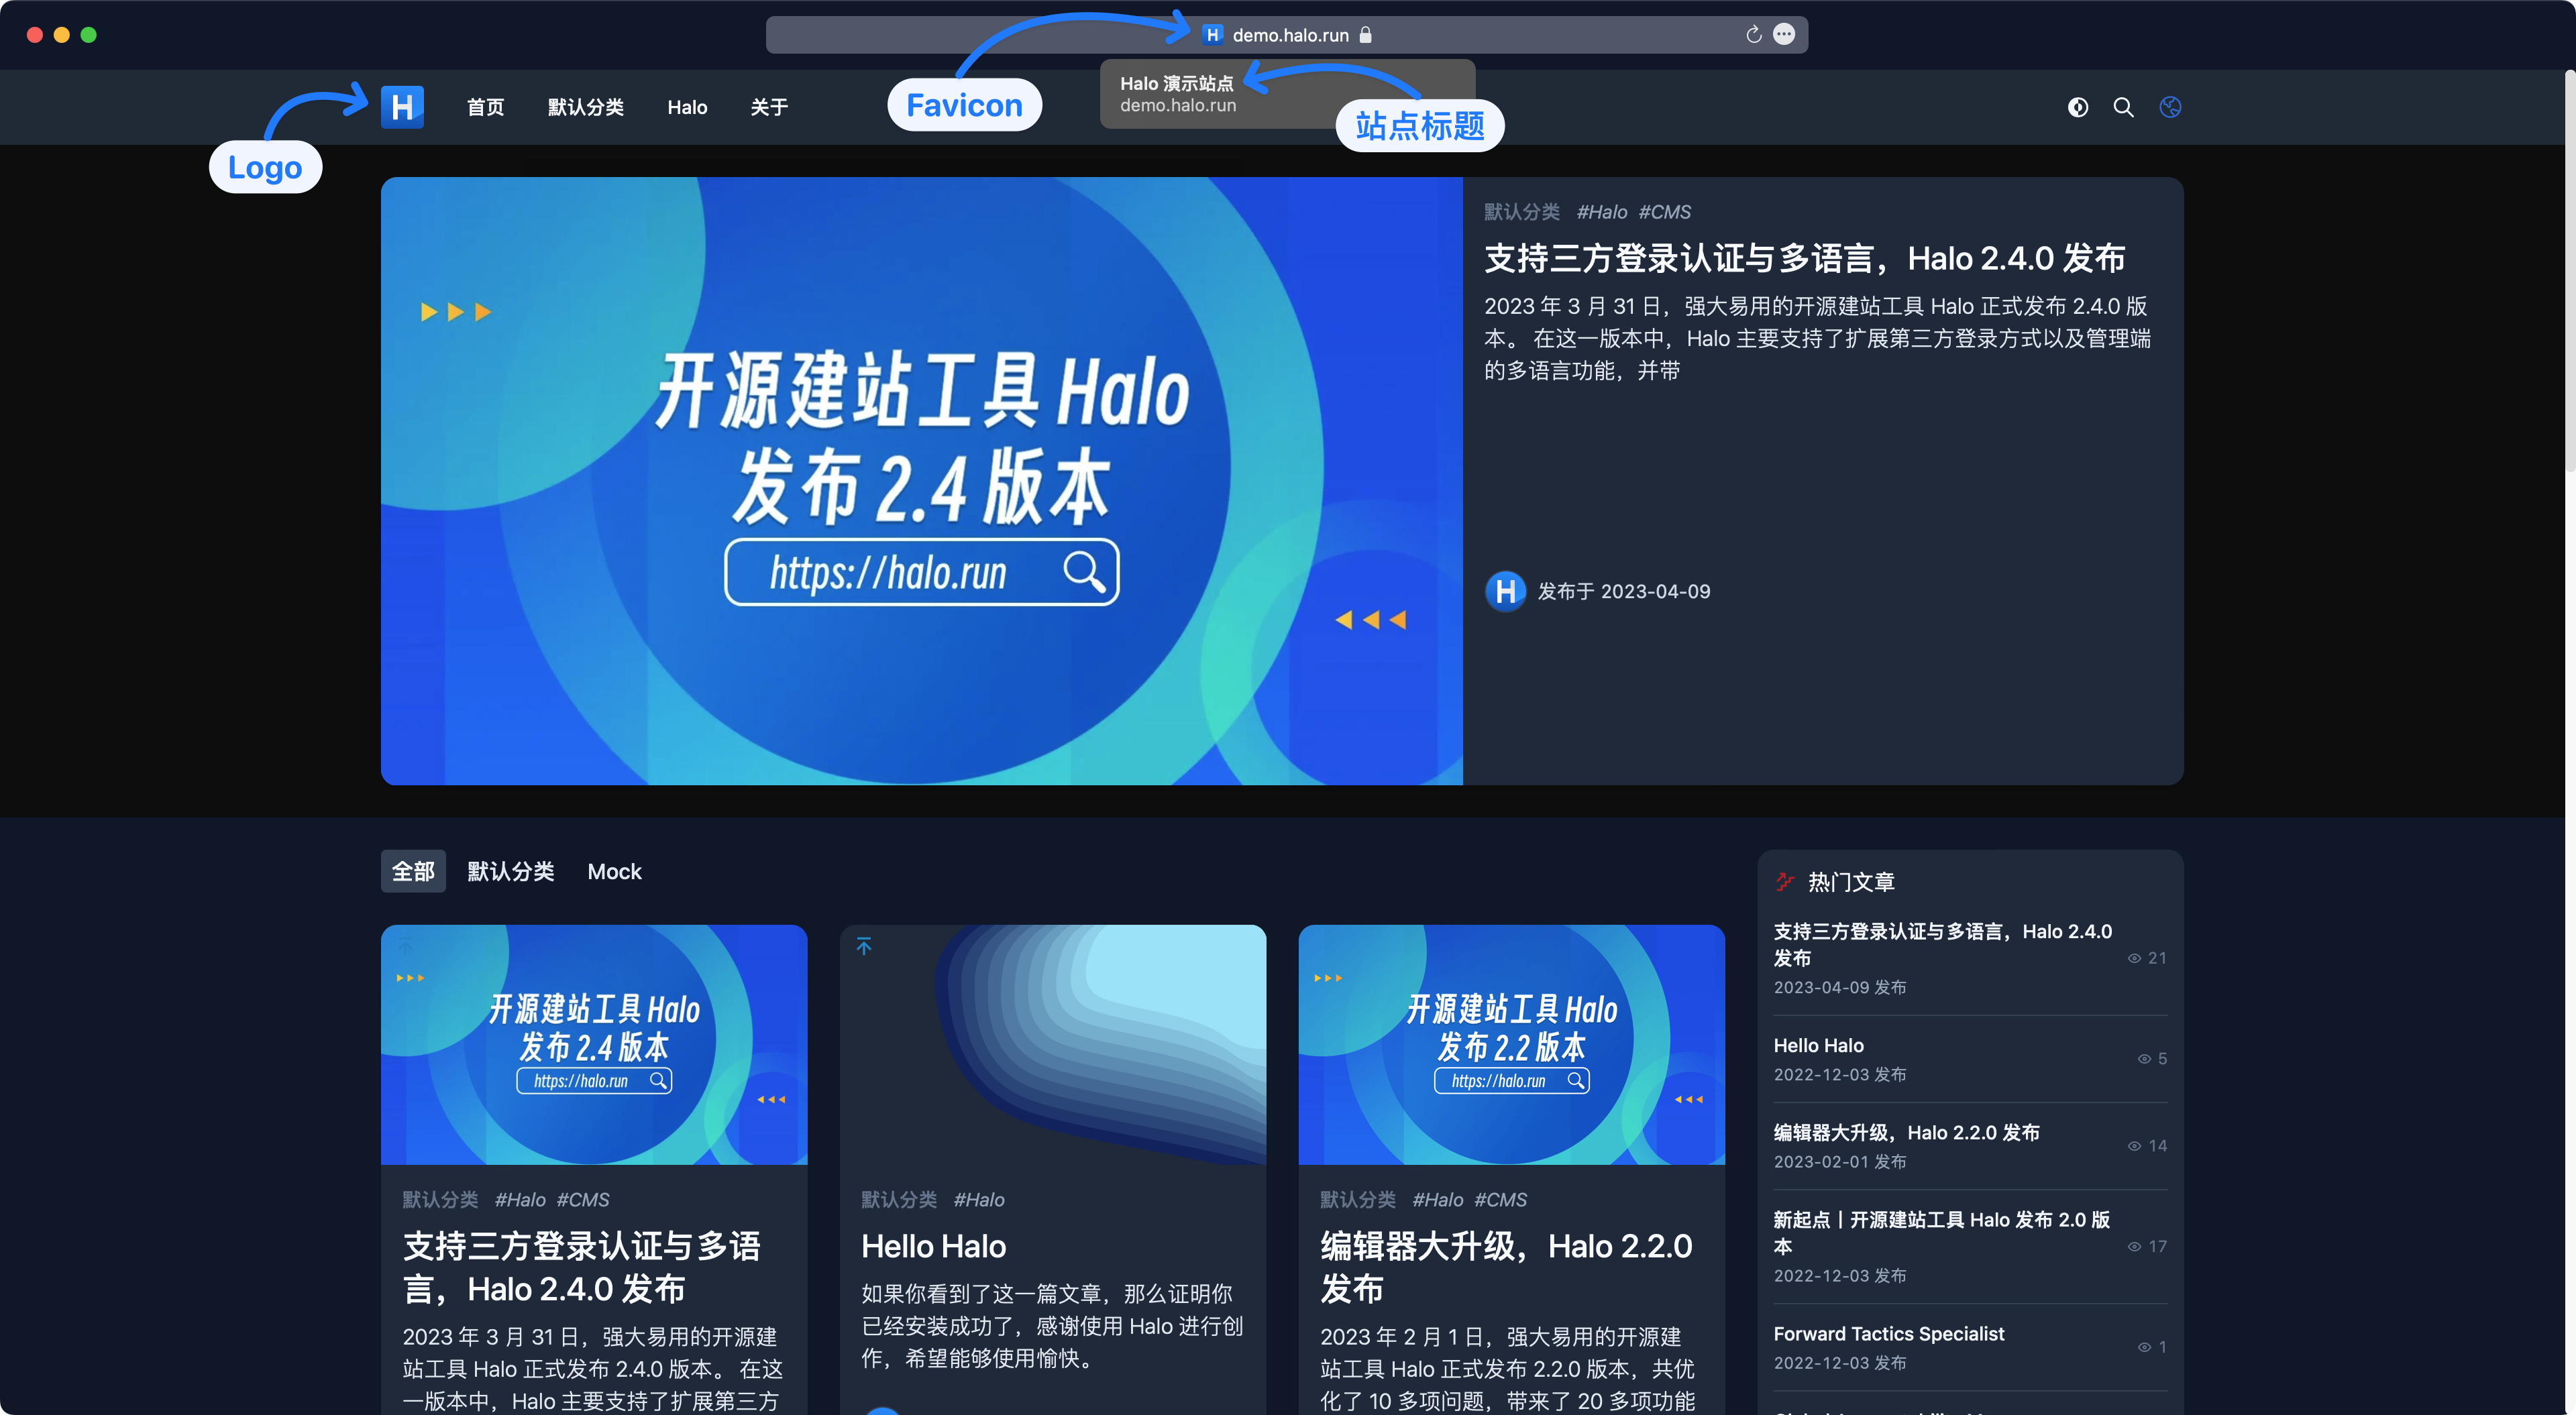 H demo.halo.run
Halo 演示站点
demo.halo.run
Favicon
站点标题
Logo
H 首页 默认分类 Halo 关于
开源建站工具 Halo
发布 2.4 版本
https://halo.run
默认分类 #Halo #CMS
支持三方登录认证与多语言，Halo 2.4.0 发布
2023 年 3 月 31 日，强大易用的开源建站工具 Halo 正式发布 2.4.0 版
本。 在这一版本中，Halo 主要支持了扩展第三方登录方式以及管理端
的多语言功能，并带
H 发布于 2023-04-09
全部 默认分类 Mock
开源建站工具 Halo
发布 2.4 版本
https://halo.run
默认分类 #Halo #CMS
支持三方登录认证与多语
言，Halo 2.4.0 发布
2023 年 3 月 31 日，强大易用的开源建
站工具 Halo 正式发布 2.4.0 版本。 在这
一版本中，Halo 主要支持了扩展第三方
默认分类 #Halo
Hello Halo
如果你看到了这一篇文章，那么证明你
已经安装成功了，感谢使用 Halo 进行创
作，希望能够使用愉快。
开源建站工具 Halo
发布 2.2 版本
https://halo.run
默认分类 #Halo #CMS
编辑器大升级，Halo 2.2.0
发布
2023 年 2 月 1 日，强大易用的开源建
站工具 Halo 正式发布 2.2.0 版本，共优
化了 10 多项问题，带来了 20 多项功能
热门文章
支持三方登录认证与多语言，Halo 2.4.0
发布
21
2023-04-09 发布
Hello Halo
5
2022-12-03 发布
编辑器大升级，Halo 2.2.0 发布
14
2023-02-01 发布
新起点丨开源建站工具 Halo 发布 2.0 版
本
17
2022-12-03 发布
Forward Tactics Specialist
1
2022-12-03 发布